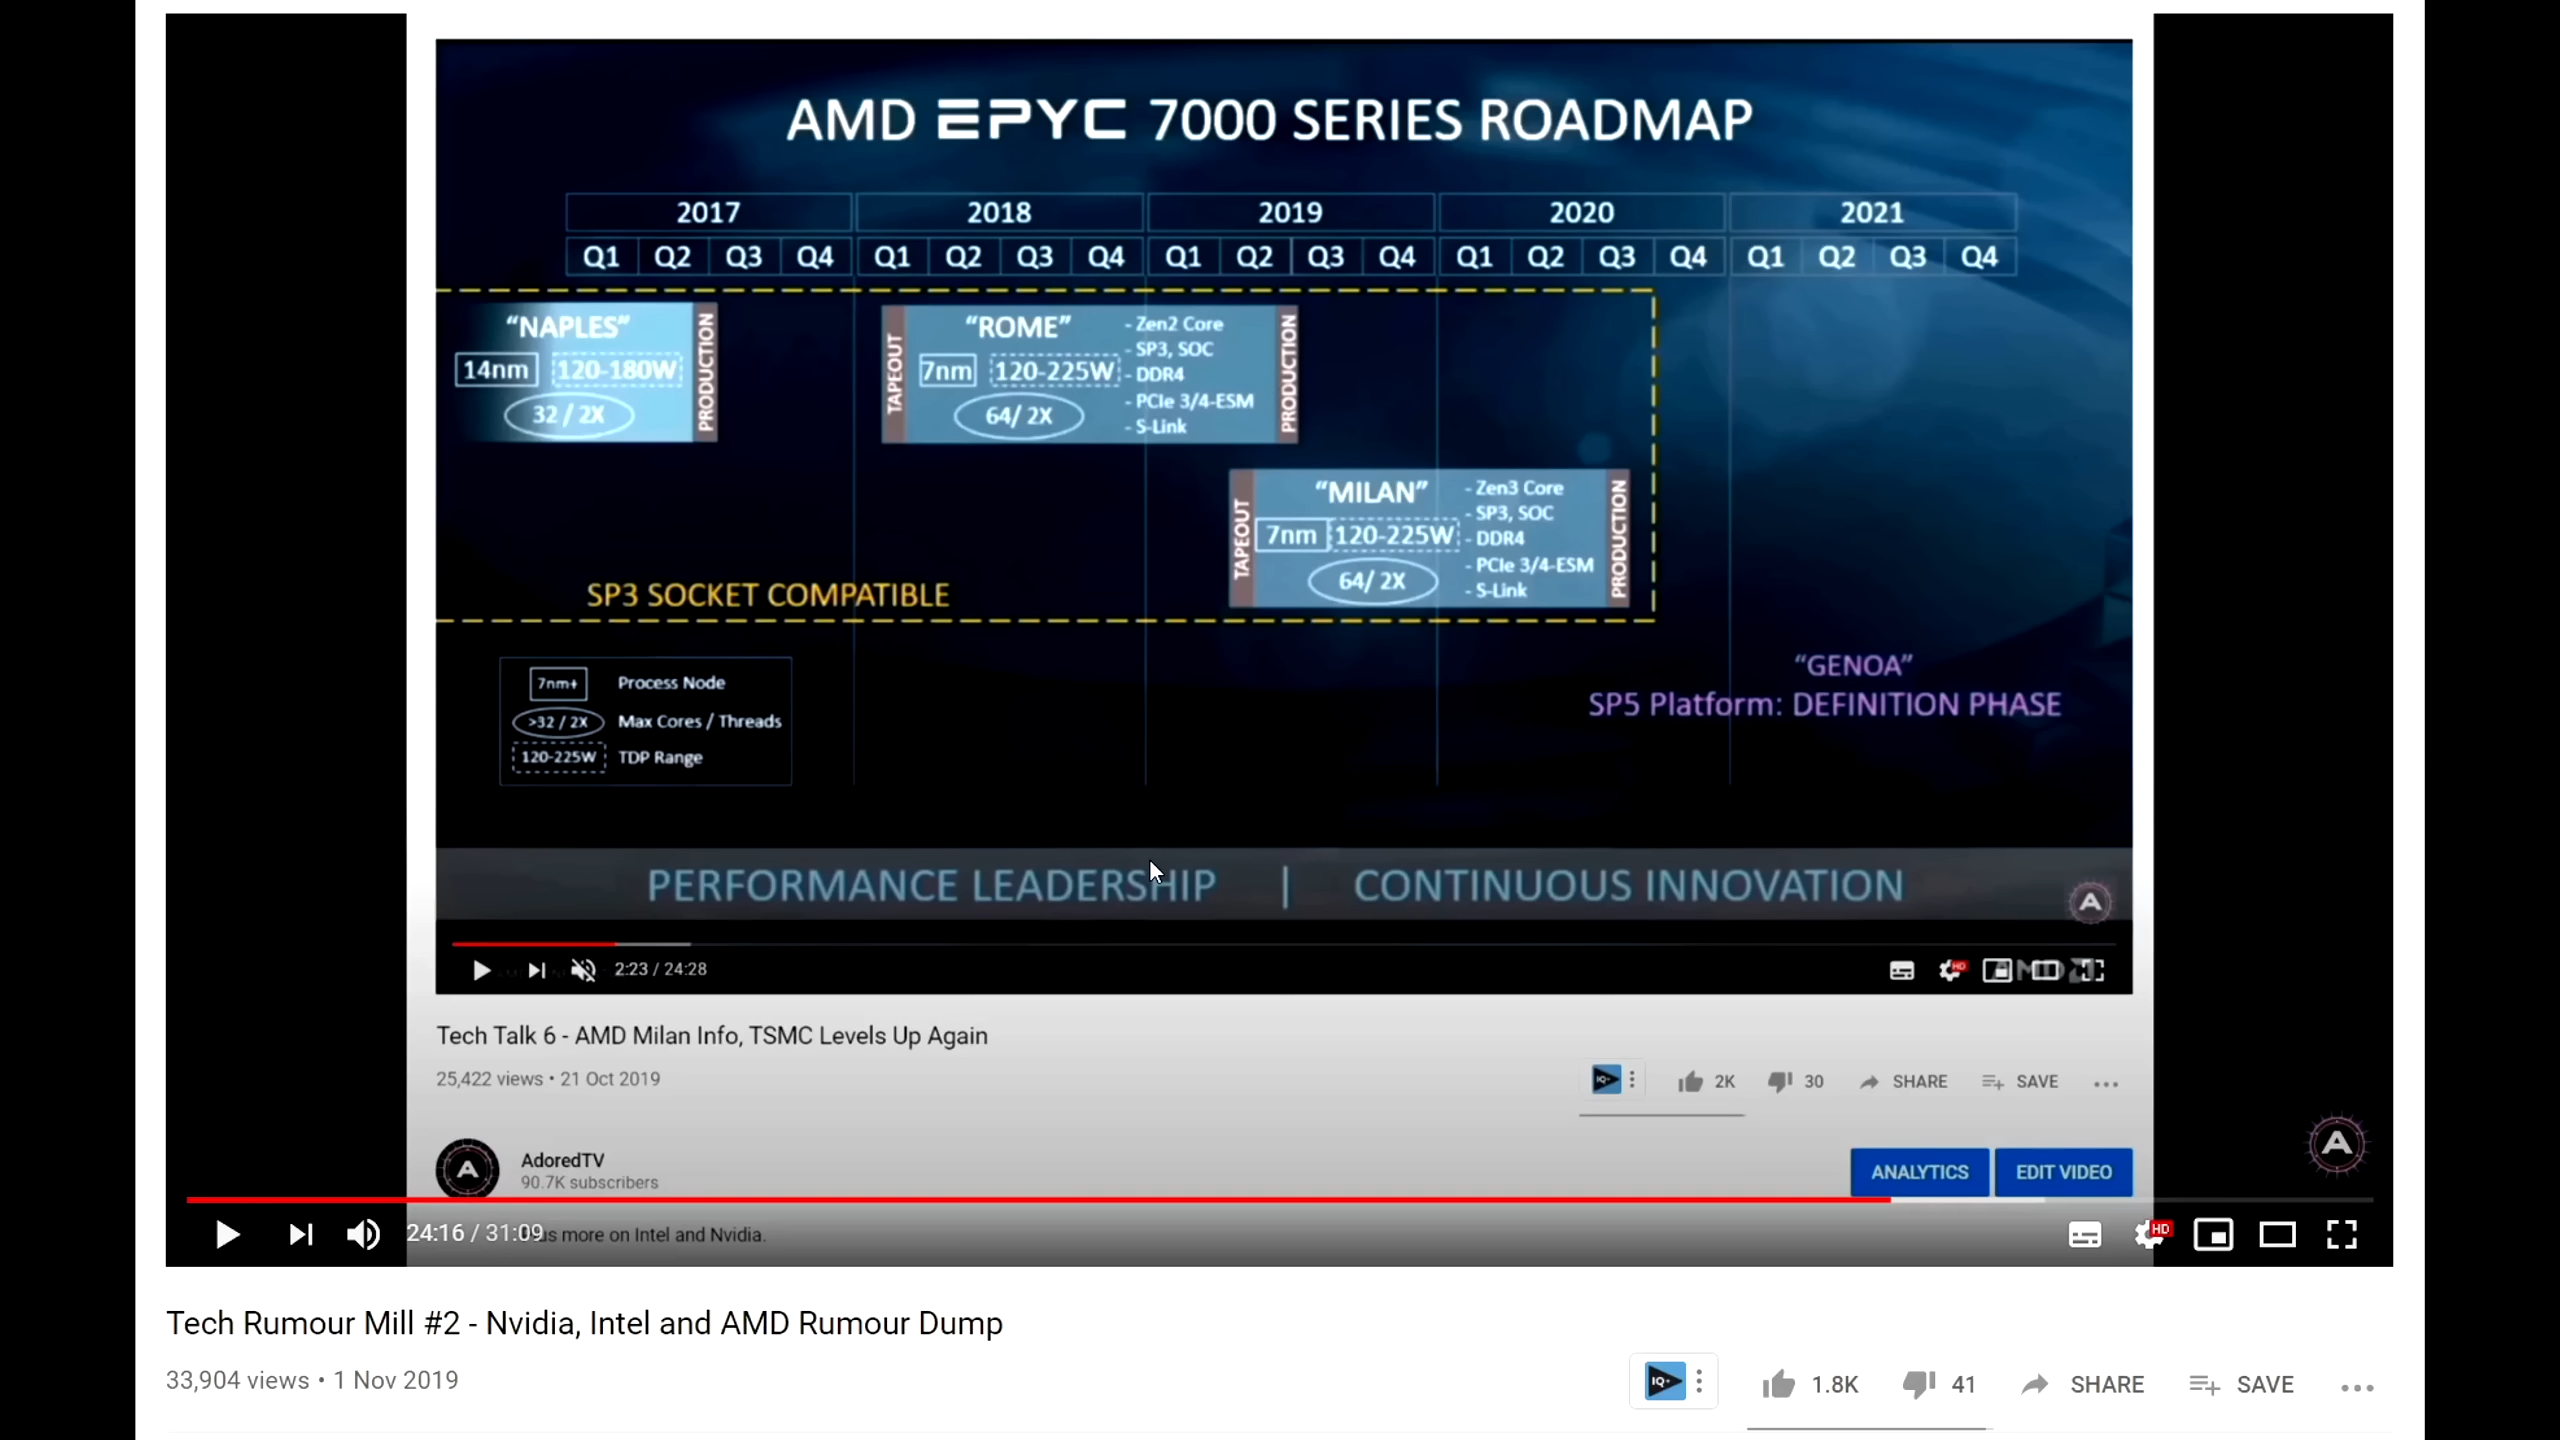 AMD EPYC 7000 SERIES ROADMAP
2017 2018 2019 2020 2021
Q1 Q2 Q3 Q4 Q1 Q2 Q3 Q4 Q1 Q2 Q3 Q4 Q1 Q2 Q3 Q4 Q1 Q2 Q3 Q4
“NAPLES”
14nm 120-180W
32 / 2X
PRODUCTION
TAPEOUT
“ROME”
7nm 120-225W
64/ 2X
- Zen2 Core
- SP3, SOC
- DDR4
- PCIe 3/4-ESM
- S-Link
PRODUCTION
TAPEOUT
“MILAN”
7nm 120-225W
64/ 2X
- Zen3 Core
- SP3, SOC
- DDR4
- PCIe 3/4-ESM
- S-Link
PRODUCTION
SP3 SOCKET COMPATIBLE
“GENOA”
SP5 Platform: DEFINITION PHASE
7nm+ Process Node
>32 / 2X Max Cores / Threads
120-225W TDP Range
PERFORMANCE LEADERSHIP | CONTINUOUS INNOVATION
A
2:23 / 24:28
HD
Tech Talk 6 - AMD Milan Info, TSMC Levels Up Again
25,422 views • 21 Oct 2019
IQ 2K 30 SHARE SAVE
A
AdoredTV
90.7K subscribers
ANALYTICS EDIT VIDEO
A
24:16 / 31:09
more on Intel and Nvidia.
HD
Tech Rumour Mill #2 - Nvidia, Intel and AMD Rumour Dump
33,904 views • 1 Nov 2019
IQ 1.8K 41 SHARE SAVE